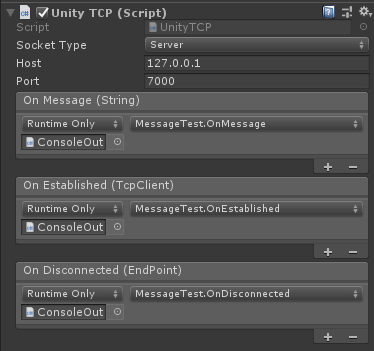 Unity TCP (Script)
Script UnityTCP
Socket Type Server
Host 127.0.0.1
Port 7000
On Message (String)
Runtime Only MessageTest.OnMessage
ConsoleOut
On Established (TcpClient)
Runtime Only MessageTest.OnEstablished
ConsoleOut
On Disconnected (EndPoint)
Runtime Only MessageTest.OnDisconnected
ConsoleOut